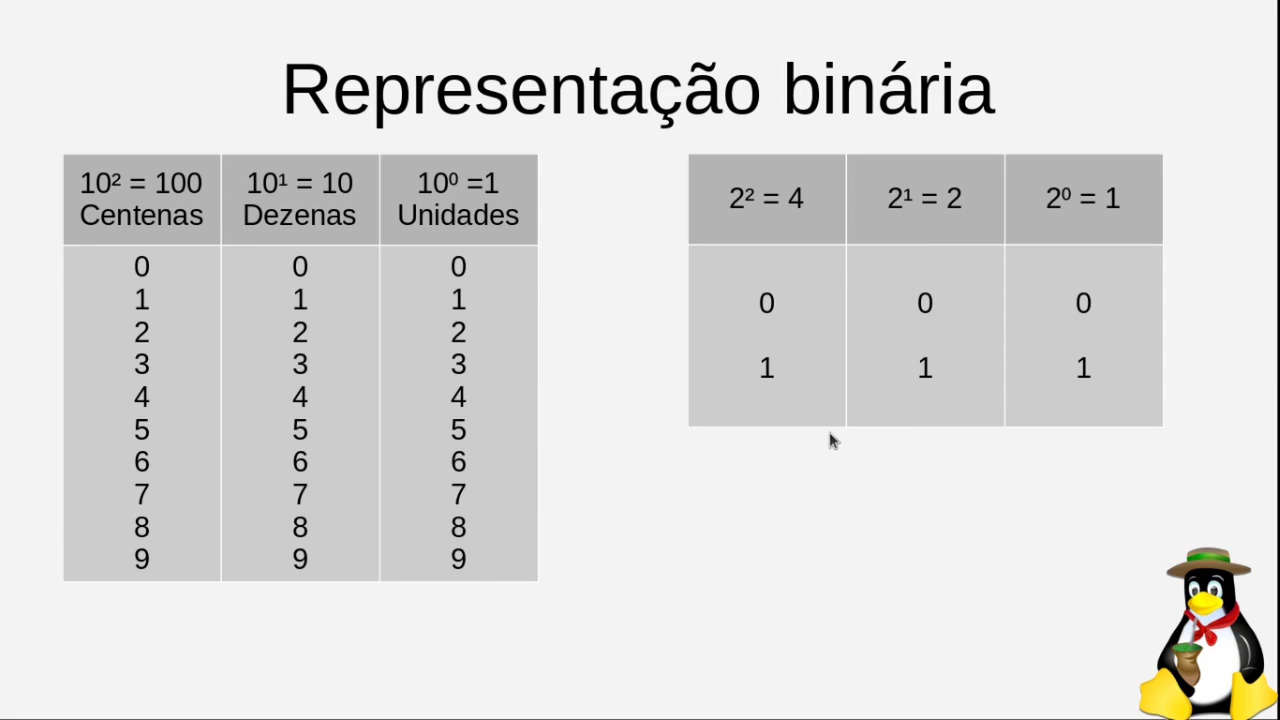 Representação binária
10² = 100 10¹ = 10 10⁰ =1
Centenas Dezenas Unidades
0 0 0
1 1 1
2 2 2
3 3 3
4 4 4
5 5 5
6 6 6
7 7 7
8 8 8
9 9 9
2² = 4 2¹ = 2 2⁰ = 1
0 0 0
1 1 1